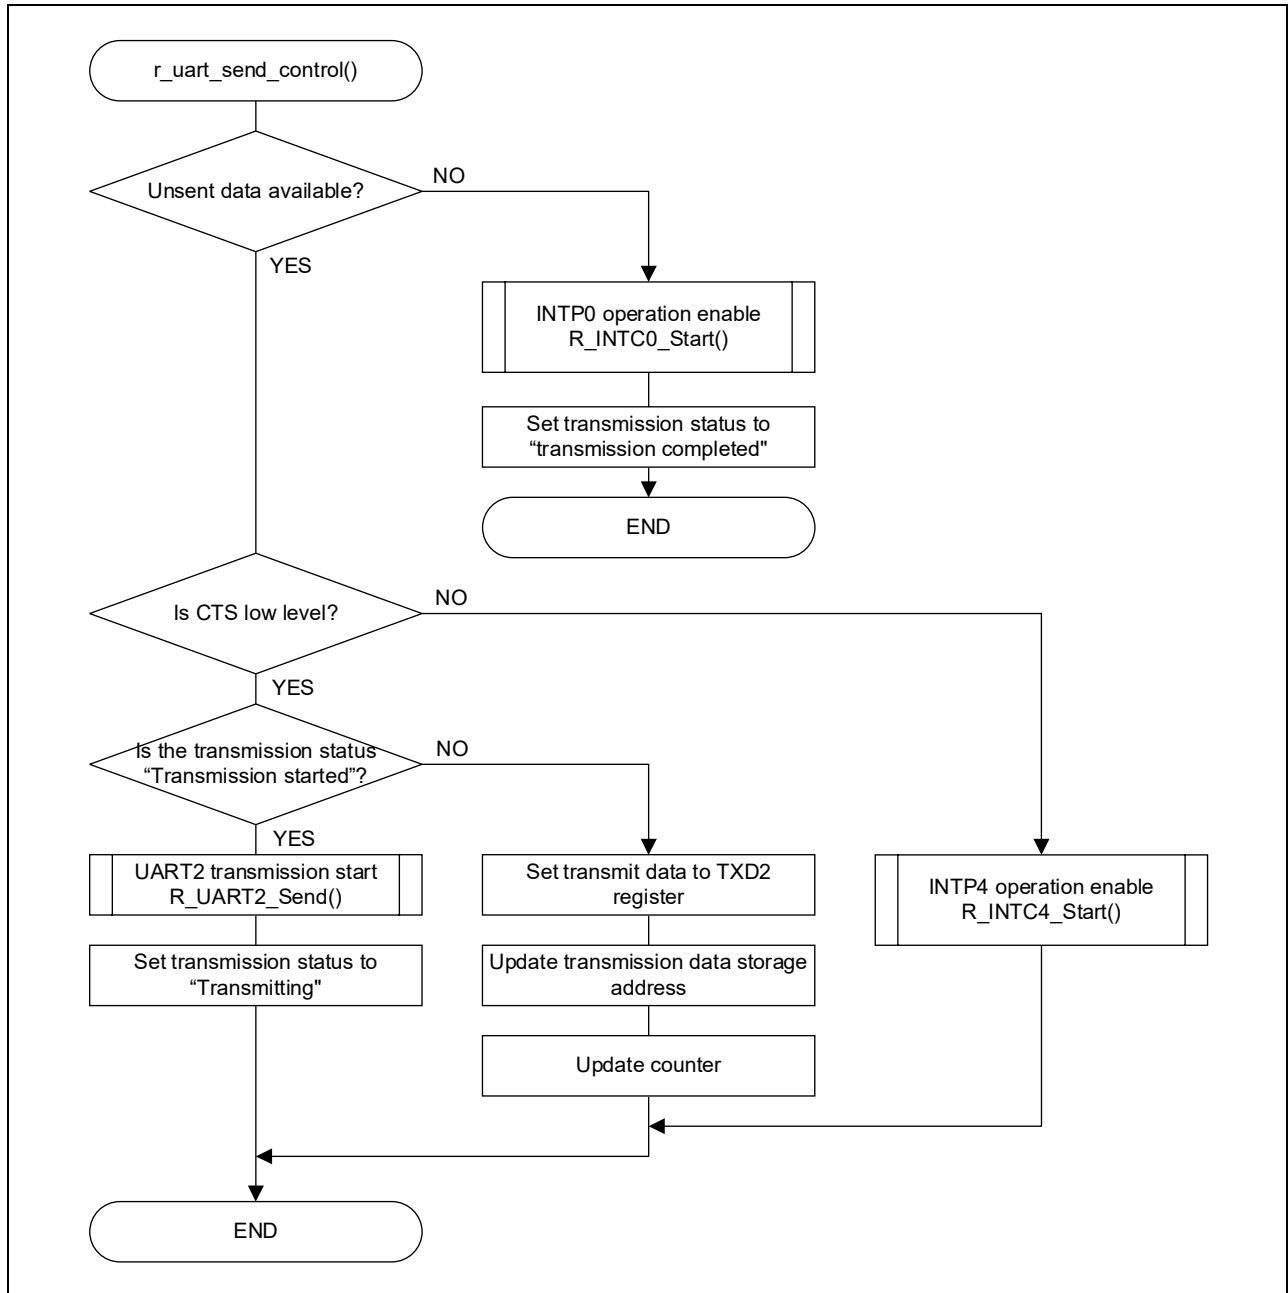 r_uart_send_control()
Unsent data available?
NO
YES
INTP0 operation enable
R_INTC0_Start()
Set transmission status to
“transmission completed"
END
Is CTS low level?
NO
YES
Is the transmission status
“Transmission started”?
NO
YES
UART2 transmission start
R_UART2_Send()
Set transmit data to TXD2
register
INTP4 operation enable
R_INTC4_Start()
Set transmission status to
“Transmitting"
Update transmission data storage
address
Update counter
END